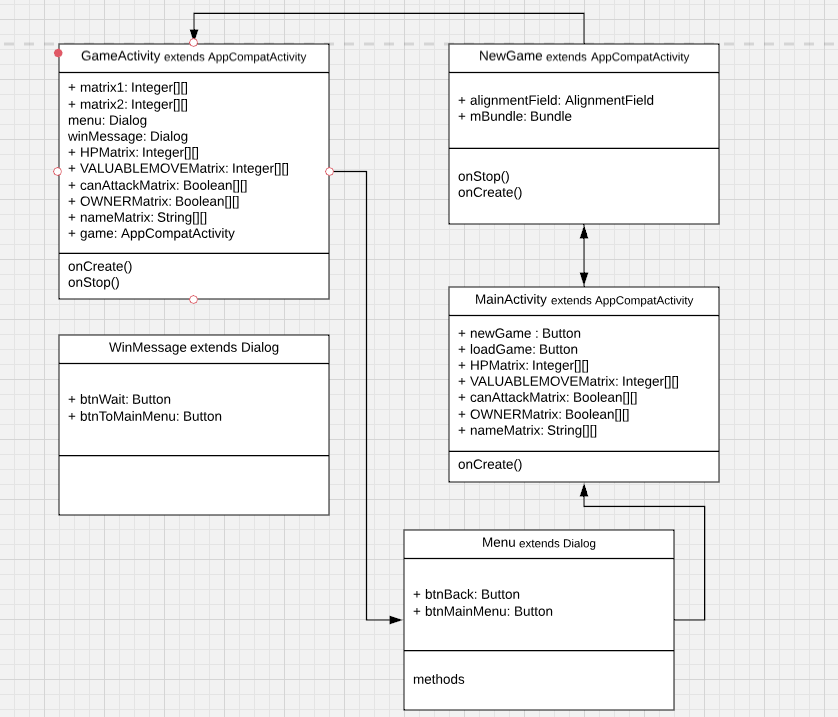 GameActivity extends AppCompatActivity
+ matrix1: Integer[][]
+ matrix2: Integer[][]
menu: Dialog
winMessage: Dialog
+ HPMatrix: Integer[][]
+ VALUABLEMOVEMatrix: Integer[][]
+ canAttackMatrix: Boolean[][]
+ OWNERMatrix: Boolean[][]
+ nameMatrix: String[][]
+ game: AppCompatActivity
onCreate()
onStop()
NewGame extends AppCompatActivity
+ alignmentField: AlignmentField
+ mBundle: Bundle
onStop()
onCreate()
MainActivity extends AppCompatActivity
+ newGame : Button
+ loadGame: Button
+ HPMatrix: Integer[][]
+ VALUABLEMOVEMatrix: Integer[][]
+ canAttackMatrix: Boolean[][]
+ OWNERMatrix: Boolean[][]
+ nameMatrix: String[][]
onCreate()
WinMessage extends Dialog
+ btnWait: Button
+ btnToMainMenu: Button
Menu extends Dialog
+ btnBack: Button
+ btnMainMenu: Button
methods